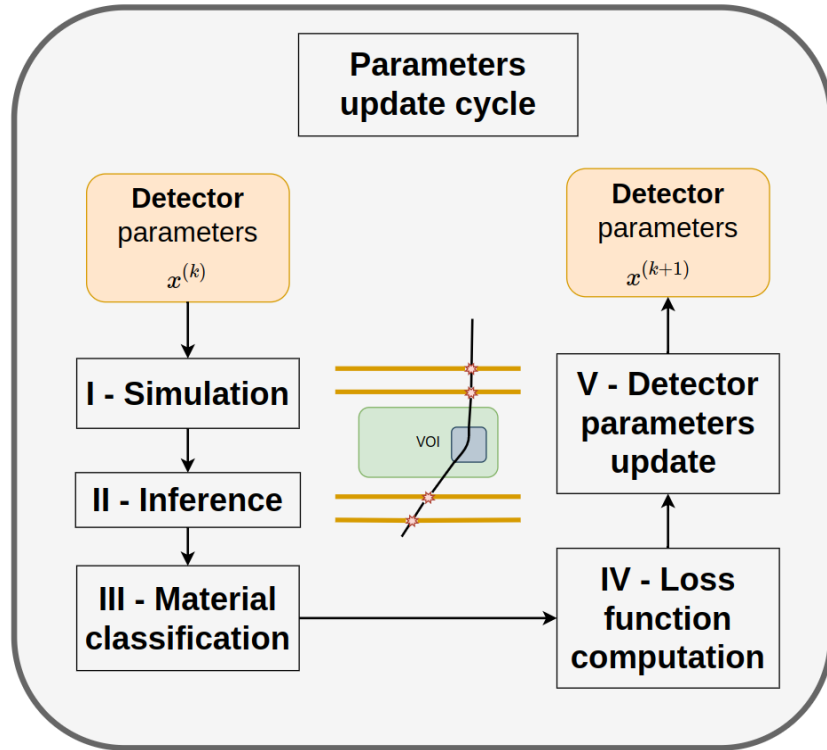 Parameters
update cycle
Detector
parameters
x^{(k)}
I - Simulation
II - Inference
III - Material
classification
VOI
Detector
parameters
x^{(k+1)}
V - Detector
parameters
update
IV - Loss
function
computation